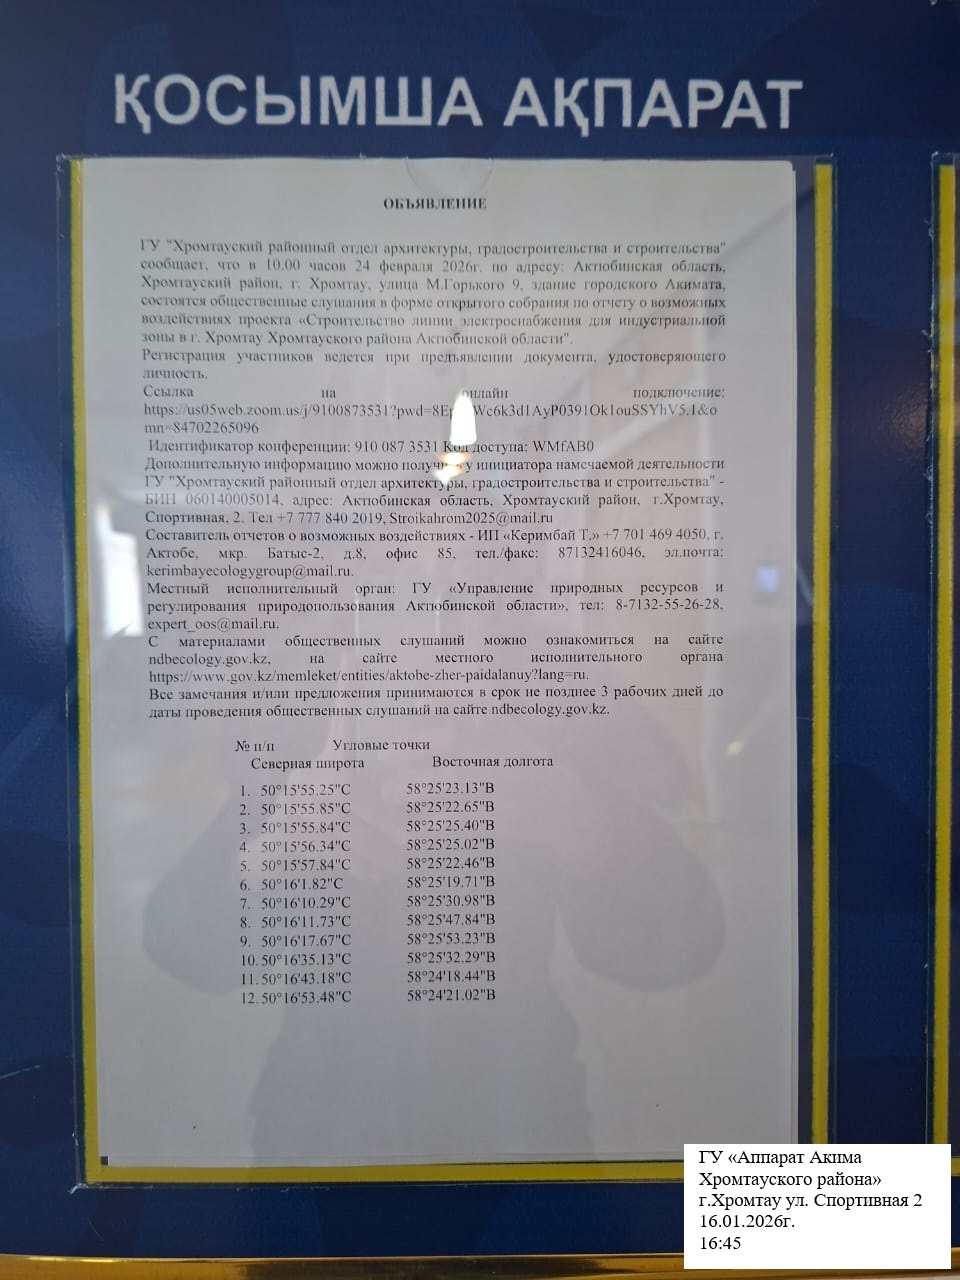 ҚОСЫМША АҚПАРАТ
ОБЪЯВЛЕНИЕ
ГУ "Хромтауский районный отдел архитектуры, градостроительства и строительства"
сообщает, что в 10.00 часов 24 февраля 2026г. по адресу: Актюбинская область,
Хромтауский район, г. Хромтау, улица М.Горького 9, здание городского Акимата,
состоятся общественные слушания в форме открытого собрания по отчету о возможных
воздействиях проекта «Строительство линии электроснабжения для индустриальной
зоны в г. Хромтау Хромтауского района Актюбинской области".
Регистрация участников ведется при предъявлении документа, удостоверяющего
личность.
Ссылка на онлайн подключение:
mn=84702265096
Идентификатор конференции: 910 087 3531 Код доступа: WMfAB0
Дополнительную информацию можно получить у инициатора намечаемой деятельности
ГУ "Хромтауский районный отдел архитектуры, градостроительства и строительства" -
БИН 060140005014, адрес: Актюбинская область, Хромтауский район, г.Хромтау,
Спортивная, 2. Тел +7 777 840 2019, Stroikahrom2025@mail.ru
Составитель отчетов о возможных воздействиях - ИП «Керимбай Т.» +7 701 469 4050, г.
Актобе, мкр. Батыс-2, д.8, офис 85, тел./факс: 87132416046, эл.почта:
kerimbayecologygroup@mail.ru.
Местный исполнительный орган: ГУ «Управление природных ресурсов и
регулирования природопользования Актюбинской области», тел: 8-7132-55-26-28,
expert_oos@mail.ru.
С материалами общественных слушаний можно ознакомиться на сайте
ndbecology.gov.kz, на сайте местного исполнительного органа
https://www.gov.kz/memleket/entities/aktobe-zher-paidalanuy?lang=ru.
Все замечания и/или предложения принимаются в срок не позднее 3 рабочих дней до
даты проведения общественных слушаний на сайте ndbecology.gov.kz.
№ п/п Угловые точки
Северная широта Восточная долгота
1. 50°15'55.25"С 58°25'23.13"В
2. 50°15'55.85"С 58°25'22.65"В
3. 50°15'55.84"С 58°25'25.40"В
4. 50°15'56.34"С 58°25'25.02"В
5. 50°15'57.84"С 58°25'22.46"В
6. 50°16'1.82"С 58°25'19.71"В
7. 50°16'10.29"С 58°25'30.98"В
8. 50°16'11.73"С 58°25'47.84"В
9. 50°16'17.67"С 58°25'53.23"В
10. 50°16'35.13"С 58°25'32.29"В
11. 50°16'43.18"С 58°24'18.44"В
12. 50°16'53.48"С 58°24'21.02"В
ГУ «Аппарат Акима
Хромтауского района»
г.Хромтау ул. Спортивная 2
16.01.2026г.
16:45